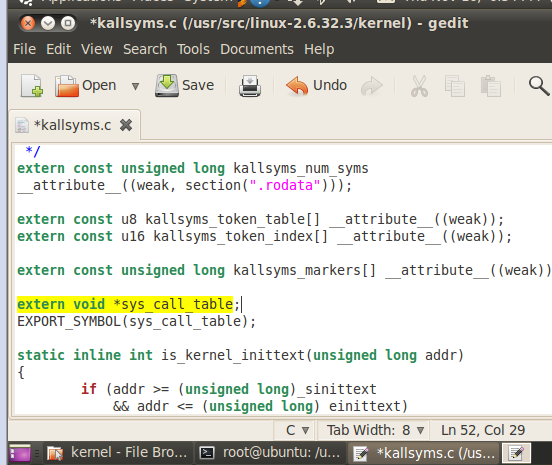 *kallsyms.c (/usr/src/linux-2.6.32.3/kernel) - gedit
File Edit View Search Tools Documents Help
Open Save Undo
*kallsyms.c
*/
extern const unsigned long kallsyms_num_syms
__attribute__((weak, section(".rodata")));
extern const u8 kallsyms_token_table[] __attribute__((weak));
extern const u16 kallsyms_token_index[] __attribute__((weak));
extern const unsigned long kallsyms_markers[] __attribute__((weak))
extern void *sys_call_table;
EXPORT_SYMBOL(sys_call_table);
static inline int is_kernel_inittext(unsigned long addr)
{
if (addr >= (unsigned long)_sinittext
&& addr <= (unsigned long)_einittext)
C Tab Width: 8 Ln 52, Col 29
kernel - File Bro... root@ubuntu: /u... *kallsyms.c (/us...